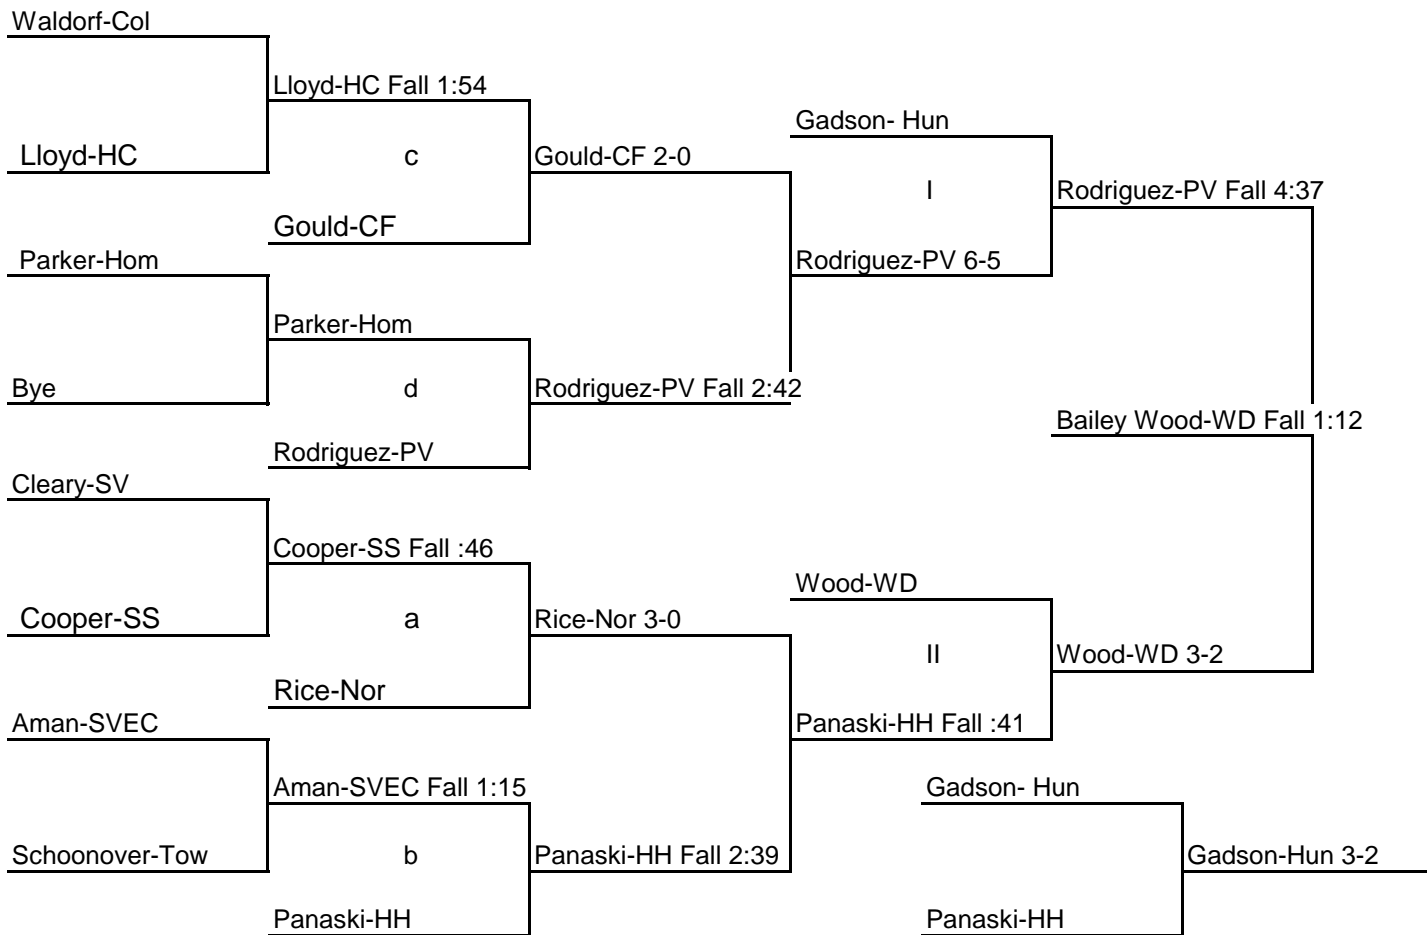 Waldorf-Col
Lloyd-HC Fall 1:54
Gadson- Hun
Lloyd-HC
c
Gould-CF 2-0
I
Rodriguez-PV Fall 4:37
Gould-CF
Parker-Hom
Rodriguez-PV 6-5
Parker-Hom
Bye
d
Rodriguez-PV Fall 2:42
Bailey Wood-WD Fall 1:12
Rodriguez-PV
Cleary-SV
Cooper-SS Fall :46
Wood-WD
Cooper-SS
a
Rice-Nor 3-0
II
Wood-WD 3-2
Rice-Nor
Aman-SVEC
Panaski-HH Fall :41
Aman-SVEC Fall 1:15
Gadson- Hun
Schoonover-Tow
b
Panaski-HH Fall 2:39
Gadson-Hun 3-2
Panaski-HH
Panaski-HH